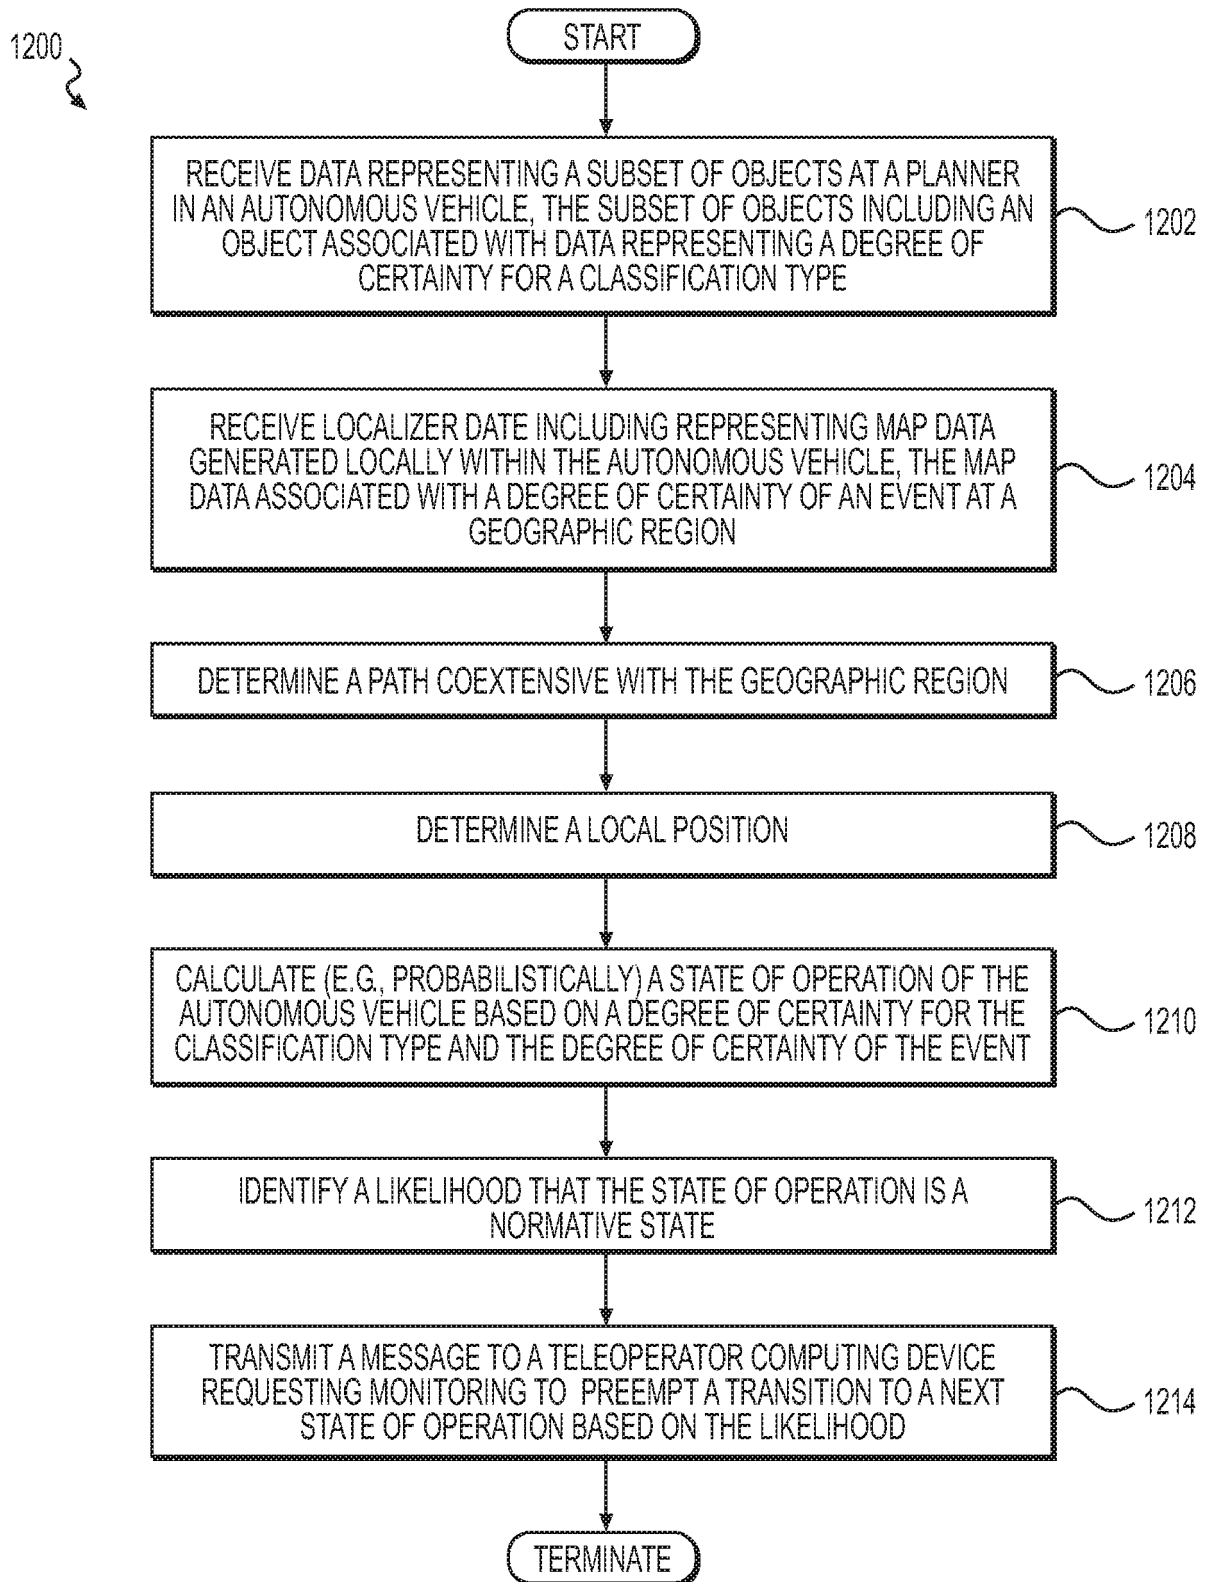 1200
START
RECEIVE DATA REPRESENTING A SUBSET OF OBJECTS AT A PLANNER
IN AN AUTONOMOUS VEHICLE, THE SUBSET OF OBJECTS INCLUDING AN
OBJECT ASSOCIATED WITH DATA REPRESENTING A DEGREE OF
CERTAINTY FOR A CLASSIFICATION TYPE
1202
RECEIVE LOCALIZER DATE INCLUDING REPRESENTING MAP DATA
GENERATED LOCALLY WITHIN THE AUTONOMOUS VEHICLE, THE MAP
DATA ASSOCIATED WITH A DEGREE OF CERTAINTY OF AN EVENT AT A
GEOGRAPHIC REGION
1204
DETERMINE A PATH COEXTENSIVE WITH THE GEOGRAPHIC REGION
1206
DETERMINE A LOCAL POSITION
1208
CALCULATE (E.G., PROBABILISTICALLY) A STATE OF OPERATION OF THE
AUTONOMOUS VEHICLE BASED ON A DEGREE OF CERTAINTY FOR THE
CLASSIFICATION TYPE AND THE DEGREE OF CERTAINTY OF THE EVENT
1210
IDENTIFY A LIKELIHOOD THAT THE STATE OF OPERATION IS A
NORMATIVE STATE
1212
TRANSMIT A MESSAGE TO A TELEOPERATOR COMPUTING DEVICE
REQUESTING MONITORING TO PREEMPT A TRANSITION TO A NEXT
STATE OF OPERATION BASED ON THE LIKELIHOOD
1214
TERMINATE